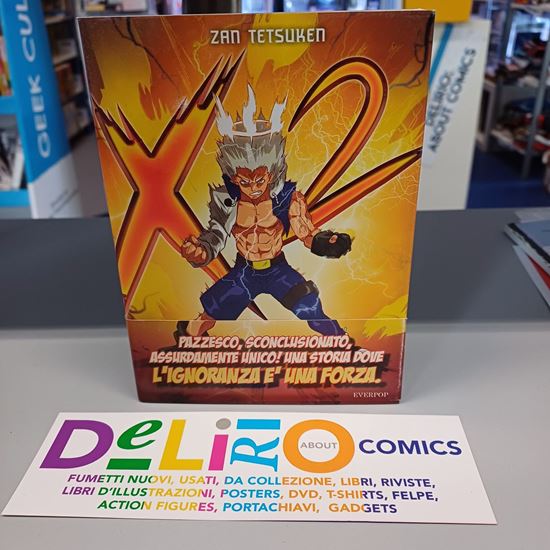 ZAN TETSUKEN
X2
PAZZESCO, SCONCLUSIONATO,
ASSURDAMENTE UNICO! UNA STORIA DOVE
L'IGNORANZA E' UNA FORZA.
EVERPOP
GEEK CUL
DELIRIO:
ABOUT COMICS
DeLiRiO ABOUT COMICS
FUMETTI NUOVI, USATI, DA COLLEZIONE, LIBRI, RIVISTE,
LIBRI D'ILLUSTRAZIONI, POSTERS, DVD, T-SHIRTS, FELPE,
ACTION FIGURES, PORTACHIAVI, GADGETS